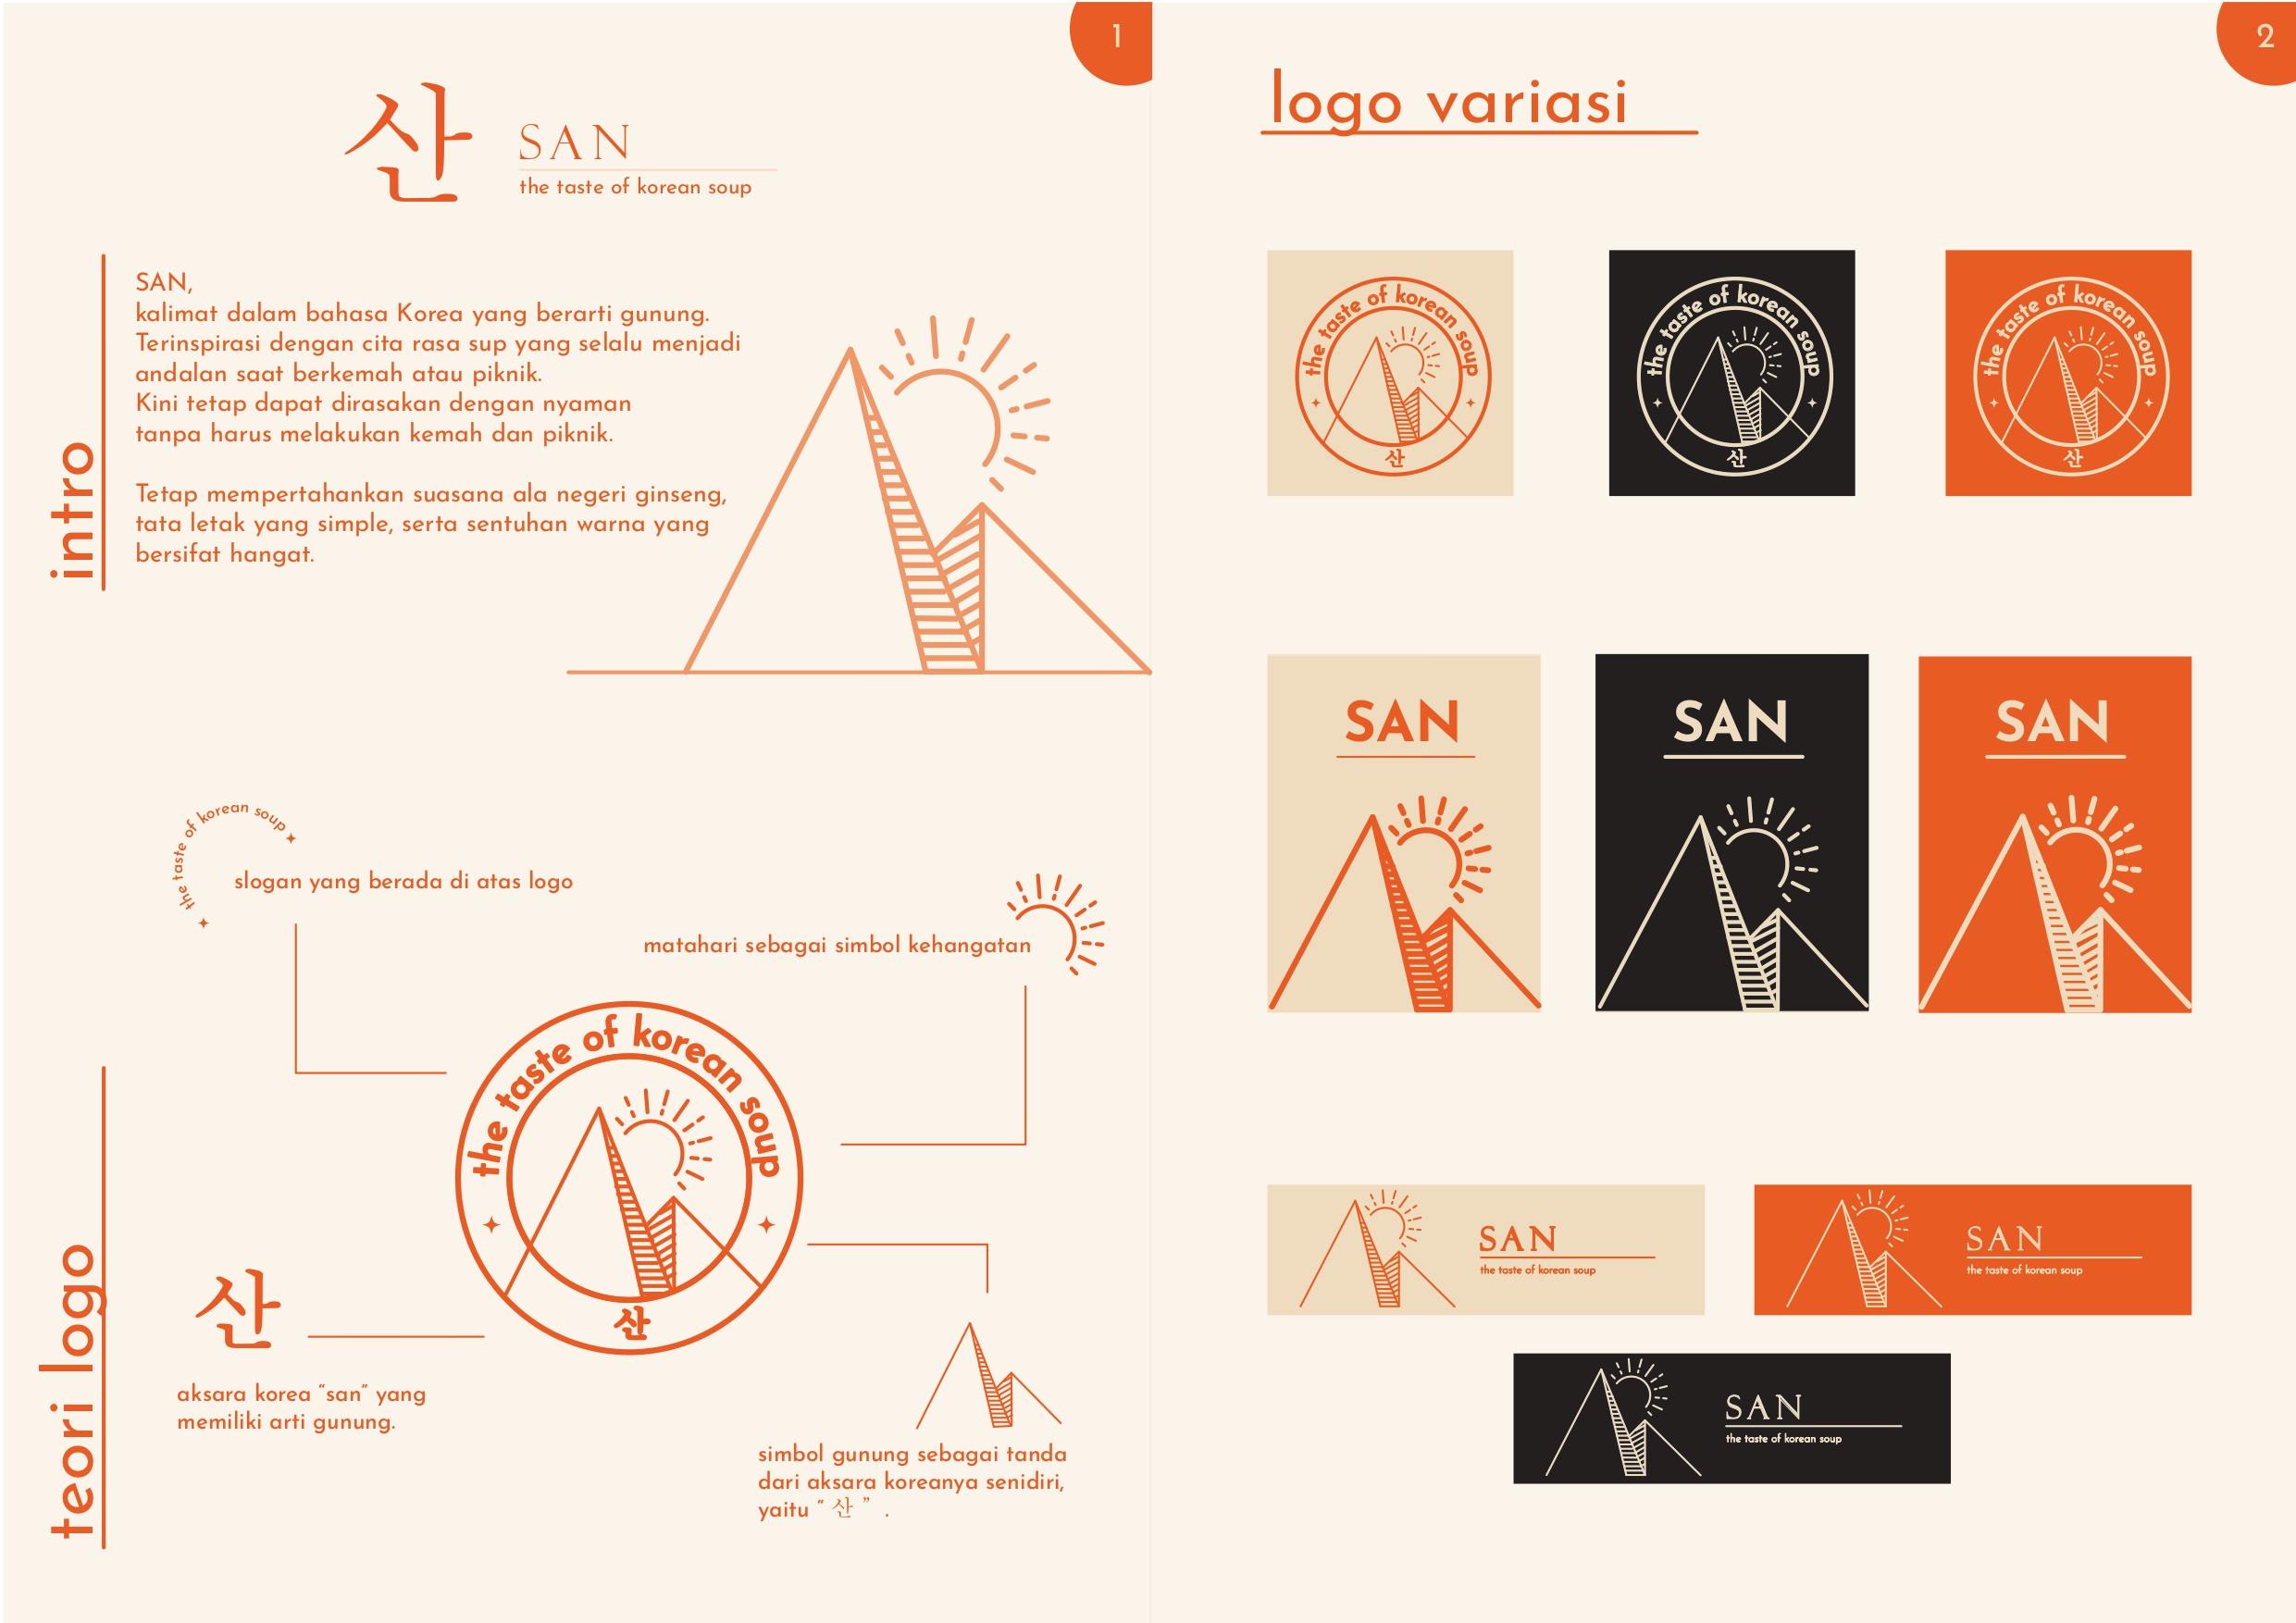 1
산
SAN
the taste of korean soup
intro
SAN,
kalimat dalam bahasa Korea yang berarti gunung.
Terinspirasi dengan cita rasa sup yang selalu menjadi
andalan saat berkemah atau piknik.
Kini tetap dapat dirasakan dengan nyaman
tanpa harus melakukan kemah dan piknik.
Tetap mempertahankan suasana ala negeri ginseng,
tata letak yang simple, serta sentuhan warna yang
bersifat hangat.
teori logo
the taste of korean soup
slogan yang berada di atas logo
matahari sebagai simbol kehangatan
the taste of korean soup
산
산
aksara korea "san" yang
memiliki arti gunung.
simbol gunung sebagai tanda
dari aksara koreanya senidiri,
yaitu " 산 " .
2
logo variasi
the taste of korean soup
산
the taste of korean soup
산
the taste of korean soup
산
SAN
SAN
SAN
SAN
the taste of korean soup
SAN
the taste of korean soup
SAN
the taste of korean soup